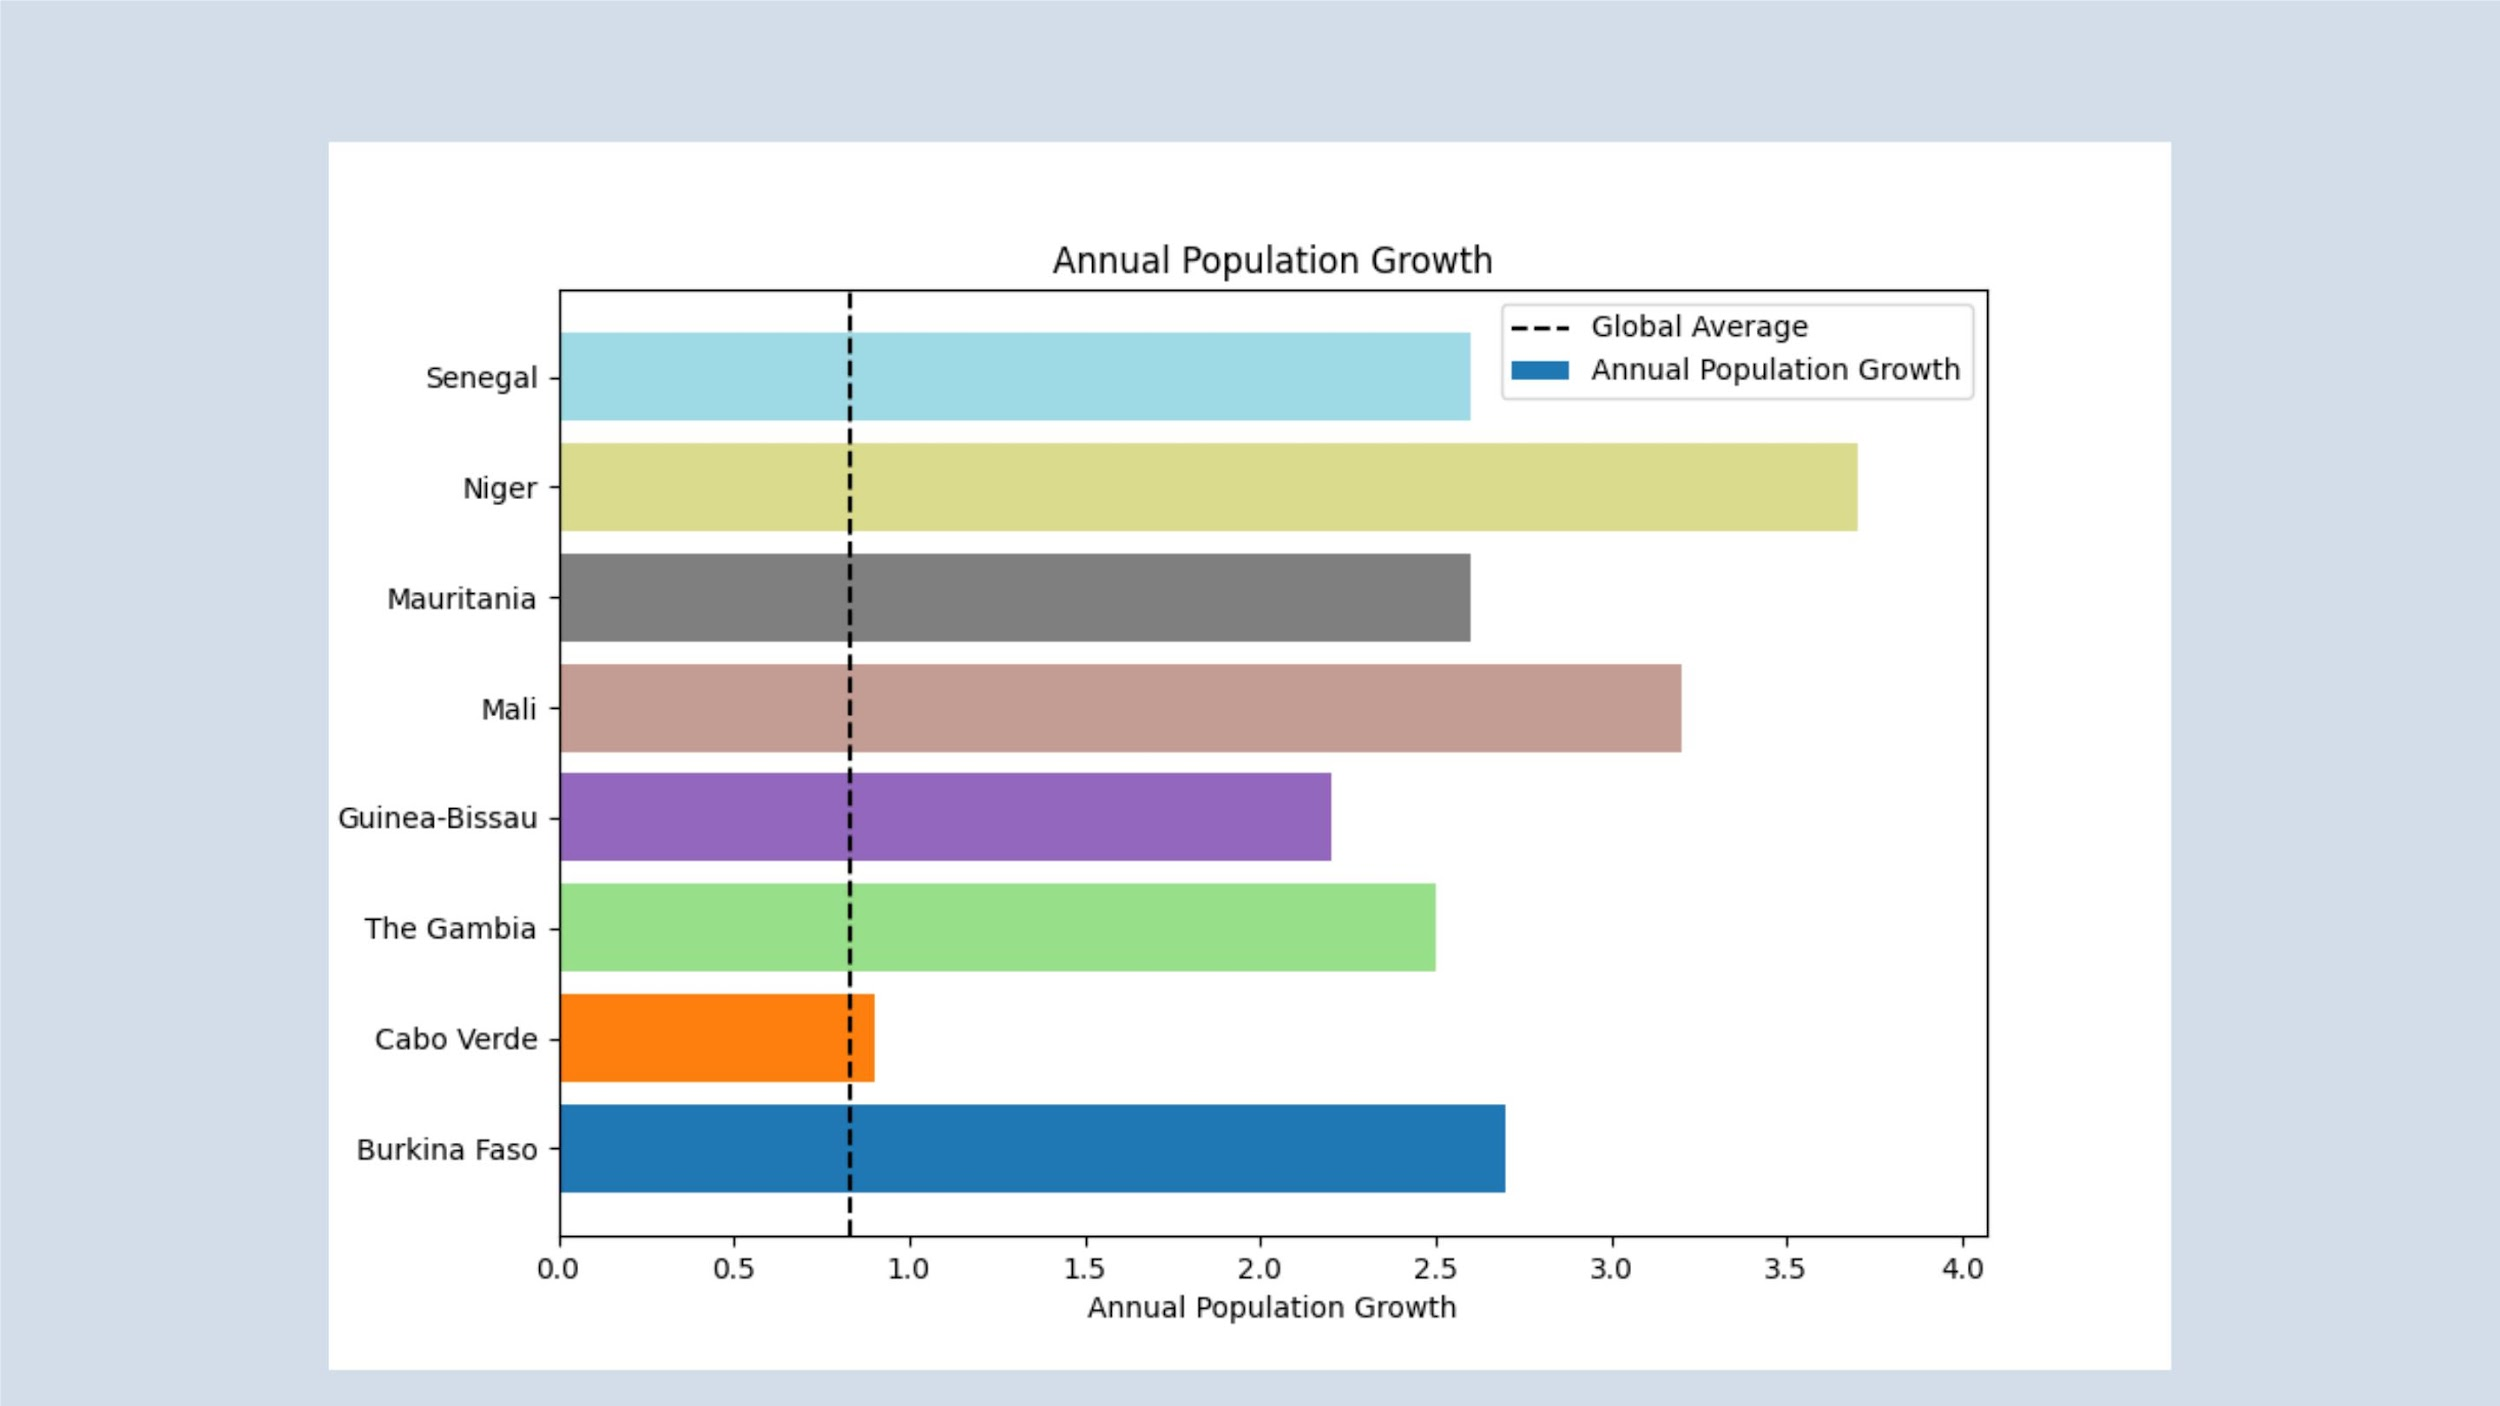 Annual Population Growth
Global Average
Annual Population Growth
Senegal
Niger
Mauritania
Mali
Guinea-Bissau
The Gambia
Cabo Verde
Burkina Faso
0.0 0.5 1.0 1.5 2.0 2.5 3.0 3.5 4.0
Annual Population Growth